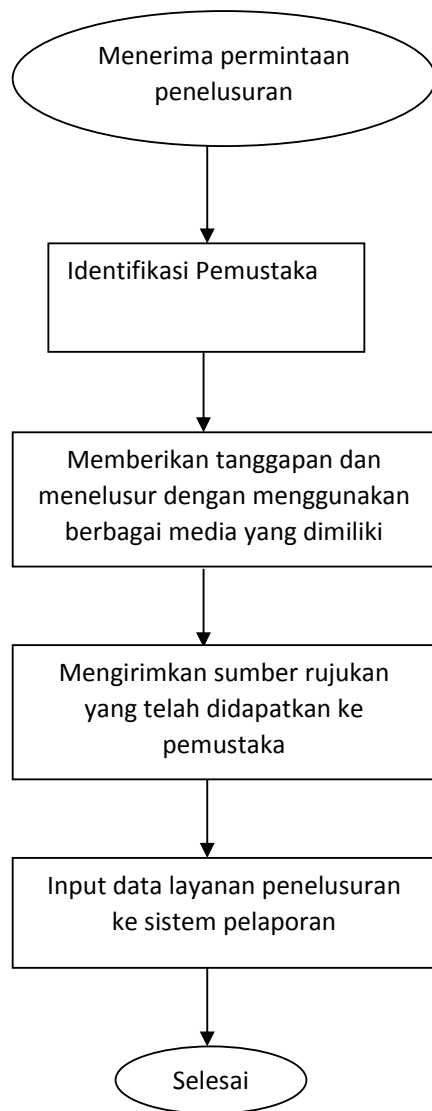 Menerima permintaan
penelusuran
Identifikasi Pemustaka
Memberikan tanggapan dan
menelusur dengan menggunakan
berbagai media yang dimiliki
Mengirimkan sumber rujukan
yang telah didapatkan ke
pemustaka
Input data layanan penelusuran
ke sistem pelaporan
Selesai